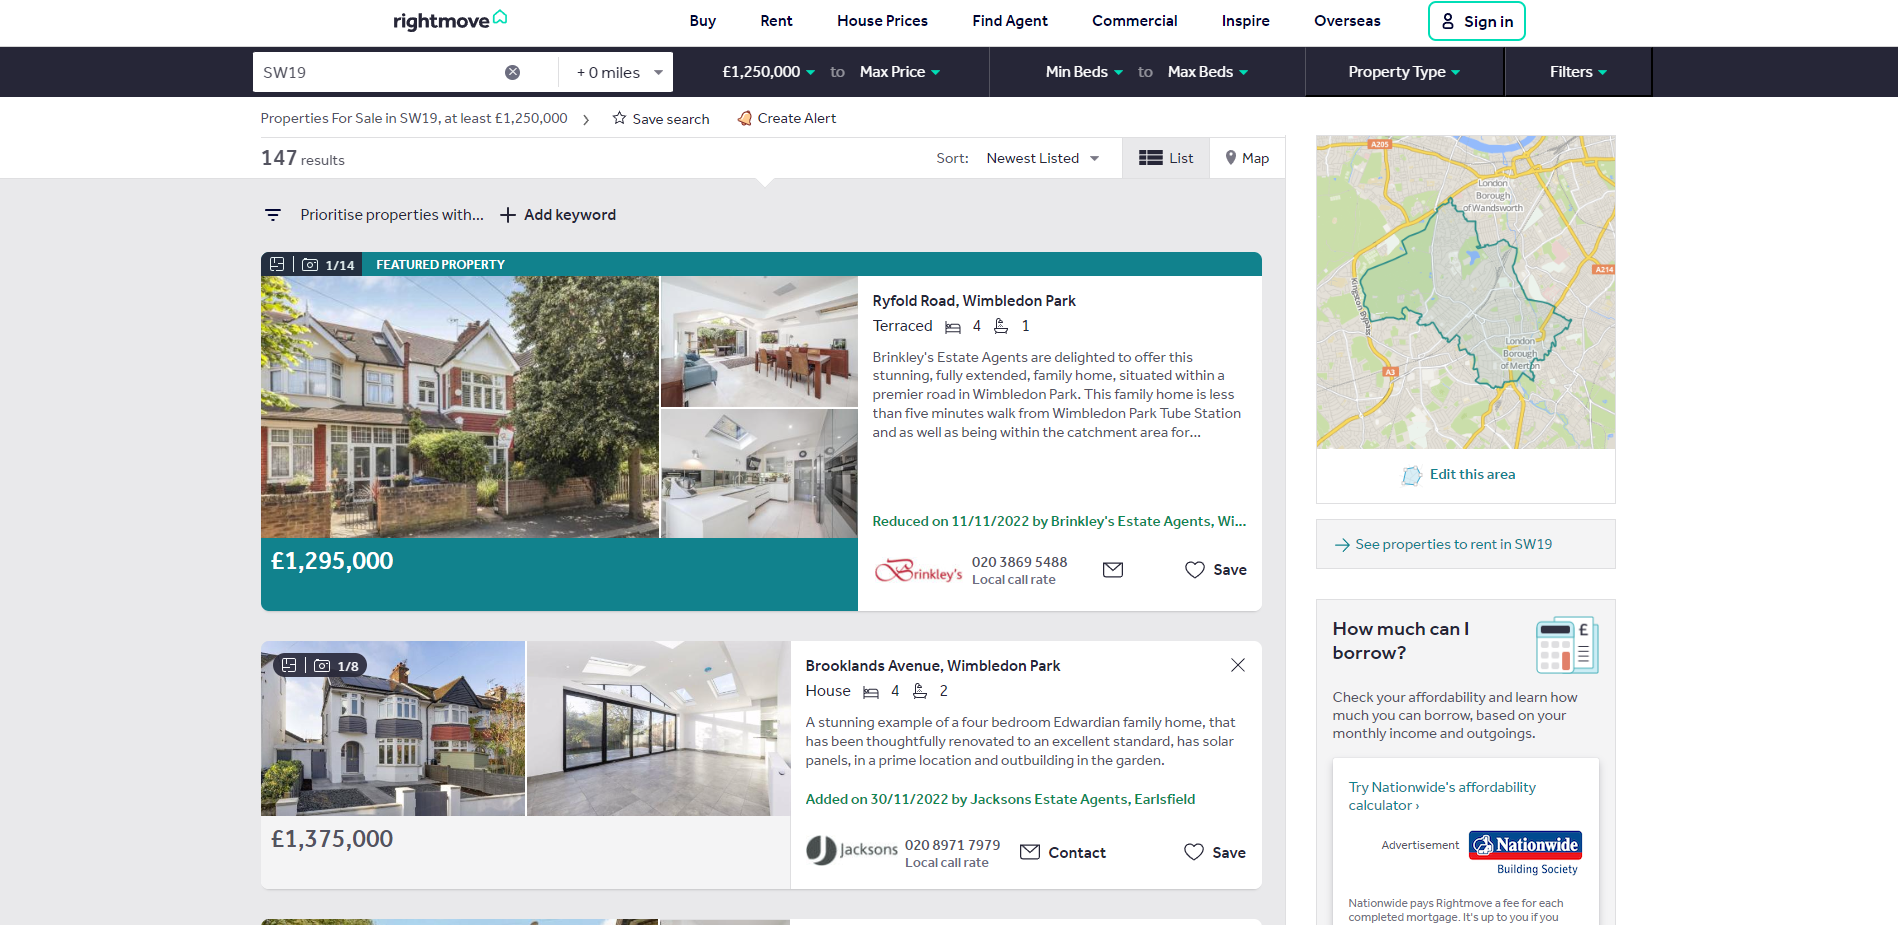 rightmove
Buy
Rent
House Prices
Find Agent
Commercial
Inspire
Overseas
Sign in
SW19
+ 0 miles
£1,250,000
to
Max Price
Min Beds
to
Max Beds
Property Type
Filters
Properties For Sale in SW19, at least £1,250,000
Save search
Create Alert
147 results
Sort:
Newest Listed
List
Map
Prioritise properties with...
Add keyword
1/14
FEATURED PROPERTY
Ryfold Road, Wimbledon Park
Terraced 4 1
Brinkley's Estate Agents are delighted to offer this
stunning, fully extended, family home, situated within a
premier road in Wimbledon Park. This family home is less
than five minutes walk from Wimbledon Park Tube Station
and as well as being within the catchment area for...
Reduced on 11/11/2022 by Brinkley's Estate Agents, Wi...
£1,295,000
Brinkley's
020 3869 5488
Local call rate
Save
1/8
Brooklands Avenue, Wimbledon Park
House 4 2
A stunning example of a four bedroom Edwardian family home, that
has been thoughtfully renovated to an excellent standard, has solar
panels, in a prime location and outbuilding in the garden.
Added on 30/11/2022 by Jacksons Estate Agents, Earlsfield
£1,375,000
Jacksons
020 8971 7979
Local call rate
Contact
Save
A205
London
Borough
of Wandsworth
A214
Kingston Bypass
London
Borough
of Merton
A3
Edit this area
See properties to rent in SW19
How much can I
borrow?
£
Check your affordability and learn how
much you can borrow, based on your
monthly income and outgoings.
Try Nationwide's affordability
calculator ›
Advertisement
Nationwide
Building Society
Nationwide pays Rightmove a fee for each
completed mortgage. It's up to you if you